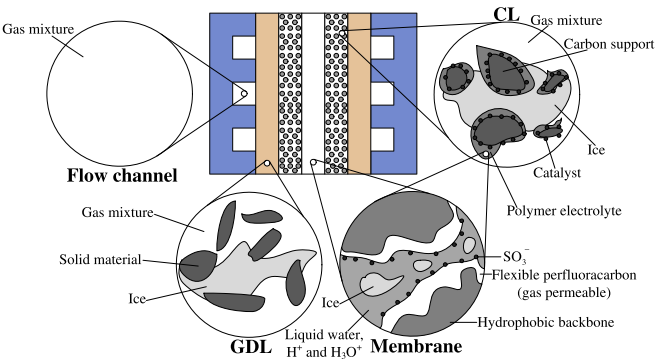 CL
Gas mixture
Gas mixture
Carbon support
Ice
Flow channel
Catalyst
Polymer electrolyte
Gas mixture
Solid material
Ice
SO3−
Flexible perfluoracarbon
(gas permeable)
Ice
Liquid water,
H+ and H3O+
Hydrophobic backbone
GDL
Membrane